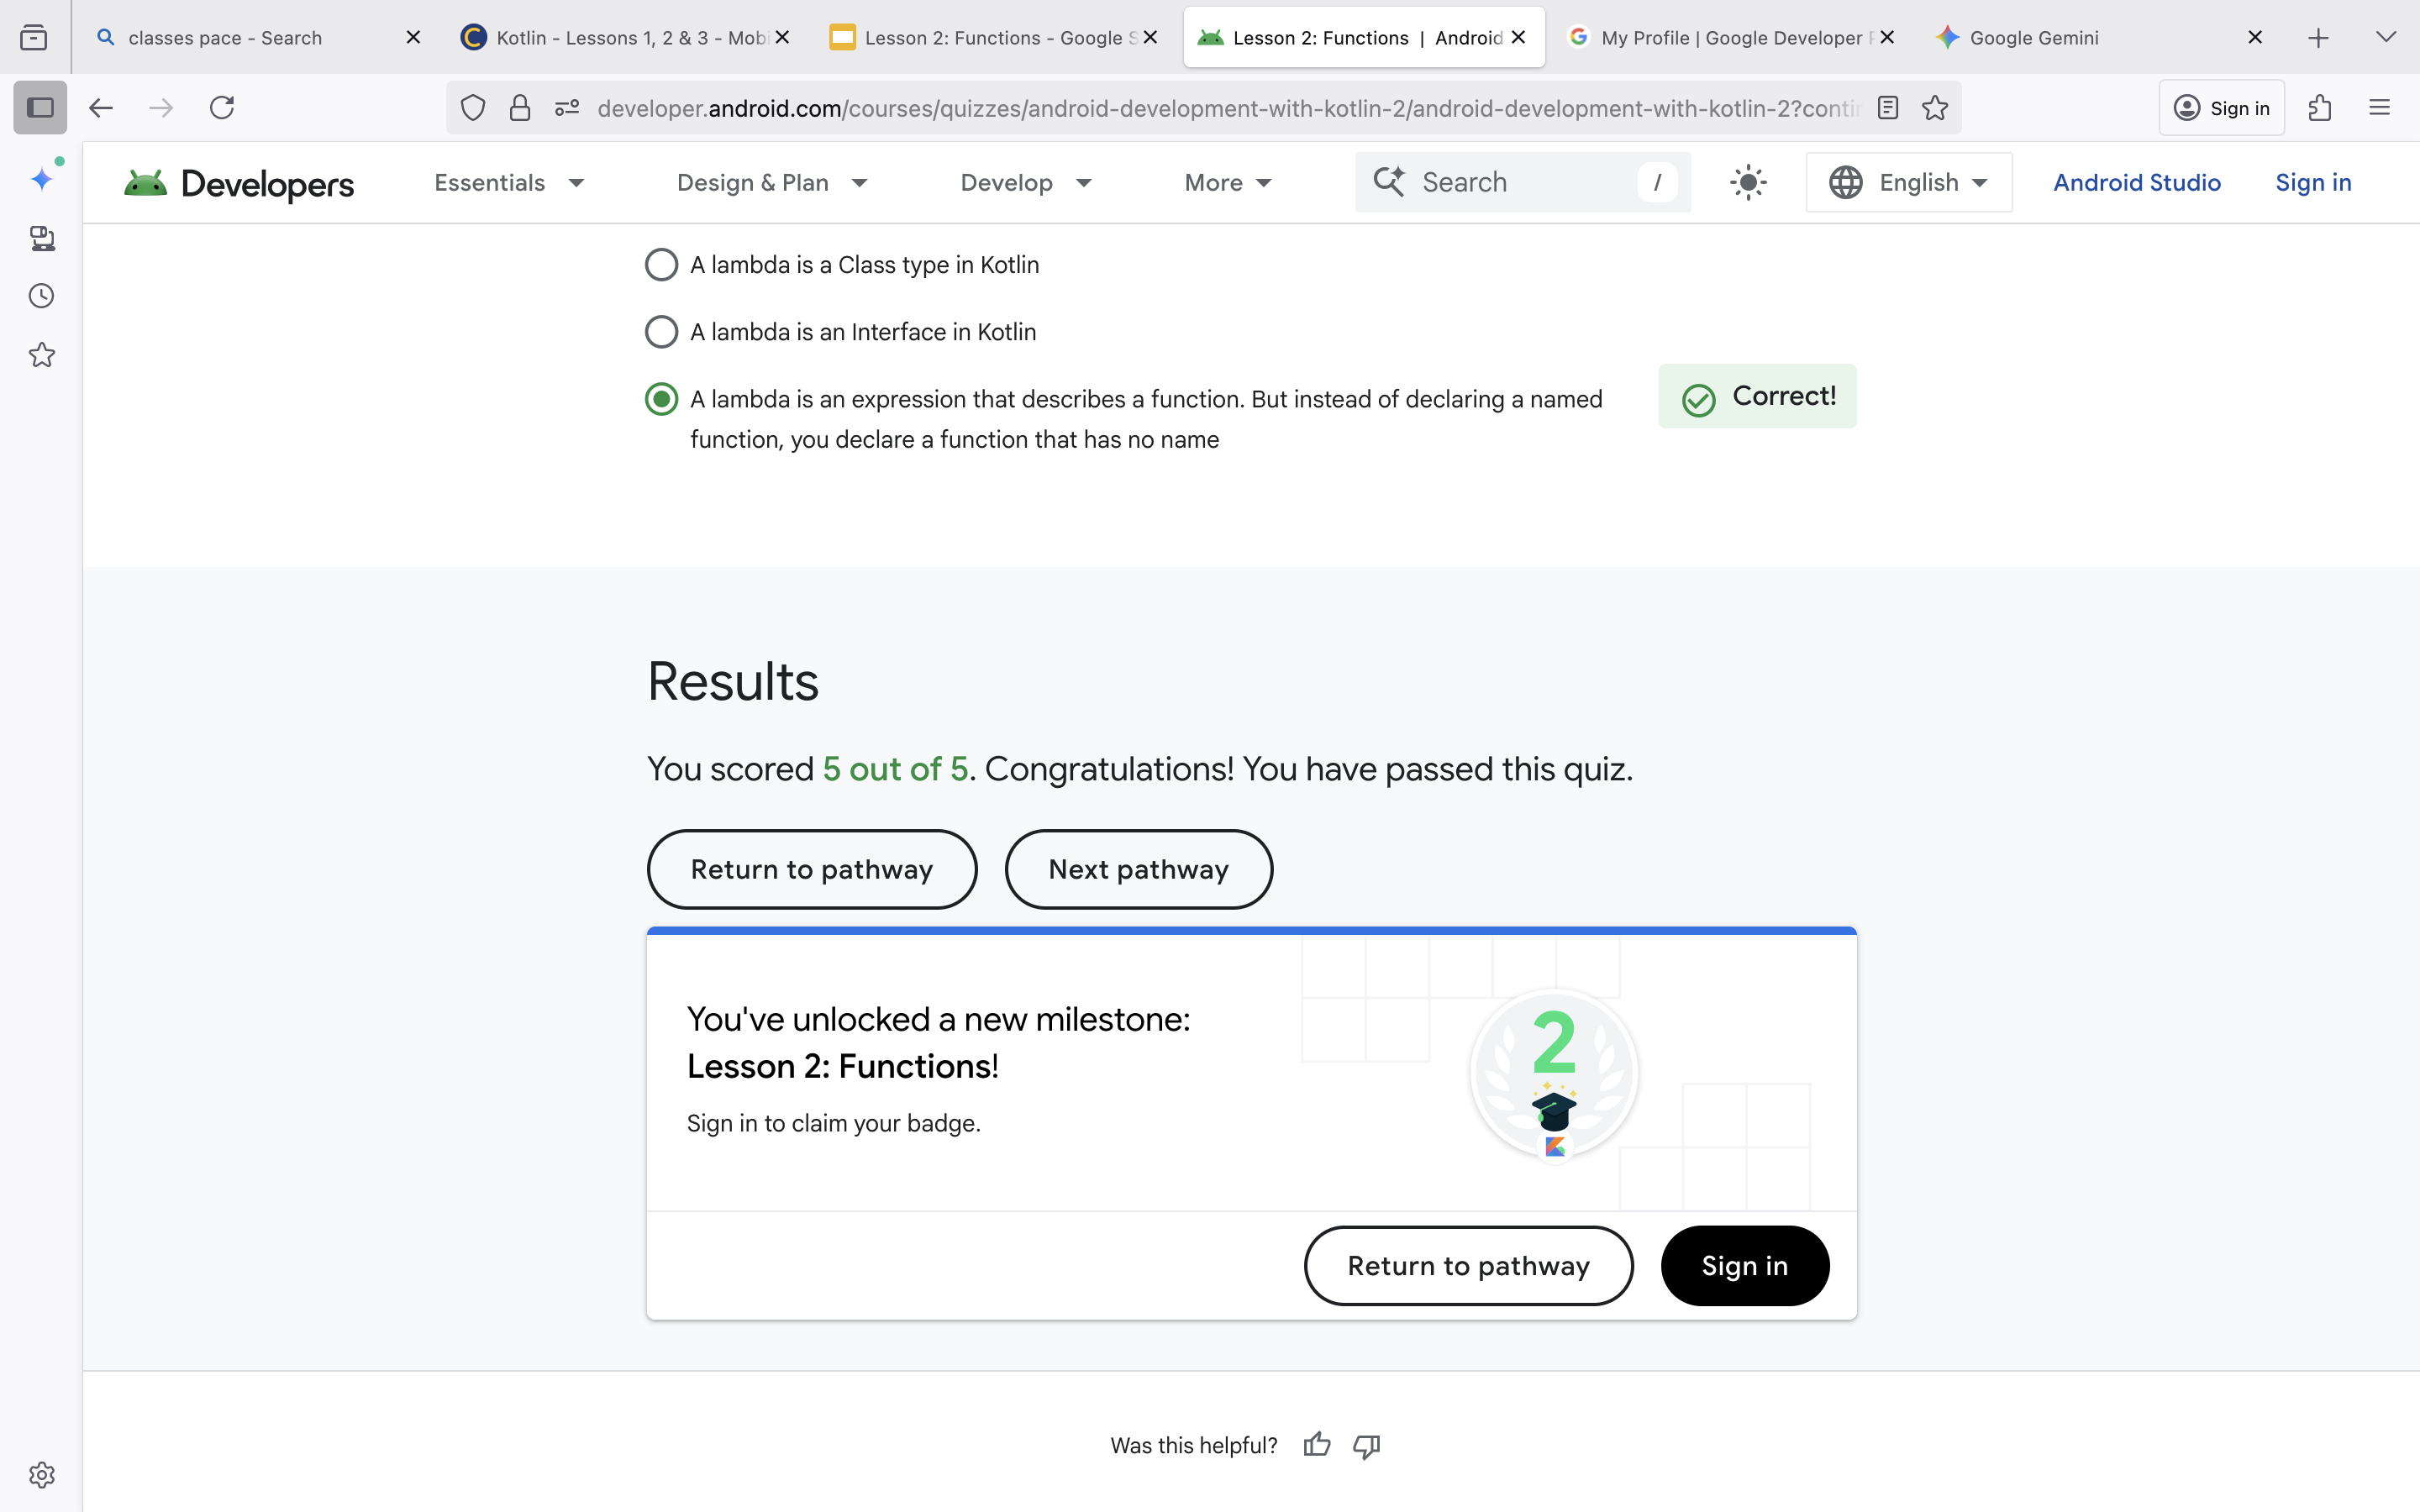 classes pace - Search
Kotlin - Lessons 1, 2 & 3 - Mobi
Lesson 2: Functions - Google S
Lesson 2: Functions | Android
My Profile | Google Developer P
Google Gemini
developer.android.com/courses/quizzes/android-development-with-kotlin-2/android-development-with-kotlin-2?contin
Sign in
Developers
Essentials
Design & Plan
Develop
More
Search
/
English
Android Studio
Sign in
A lambda is a Class type in Kotlin
A lambda is an Interface in Kotlin
A lambda is an expression that describes a function. But instead of declaring a named
function, you declare a function that has no name
Correct!
Results
You scored 5 out of 5. Congratulations! You have passed this quiz.
Return to pathway
Next pathway
You've unlocked a new milestone:
Lesson 2: Functions!
Sign in to claim your badge.
2
Return to pathway
Sign in
Was this helpful?